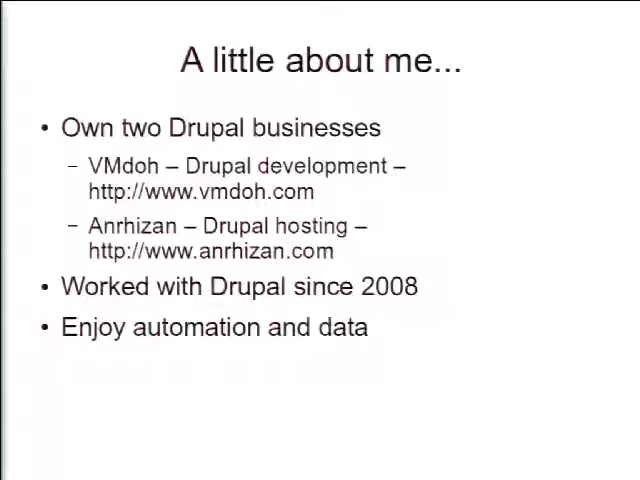 A little about me...
• Own two Drupal businesses
– VMdoh – Drupal development –
http://www.vmdoh.com
– Anrhizan – Drupal hosting –
http://www.anrhizan.com
• Worked with Drupal since 2008
• Enjoy automation and data